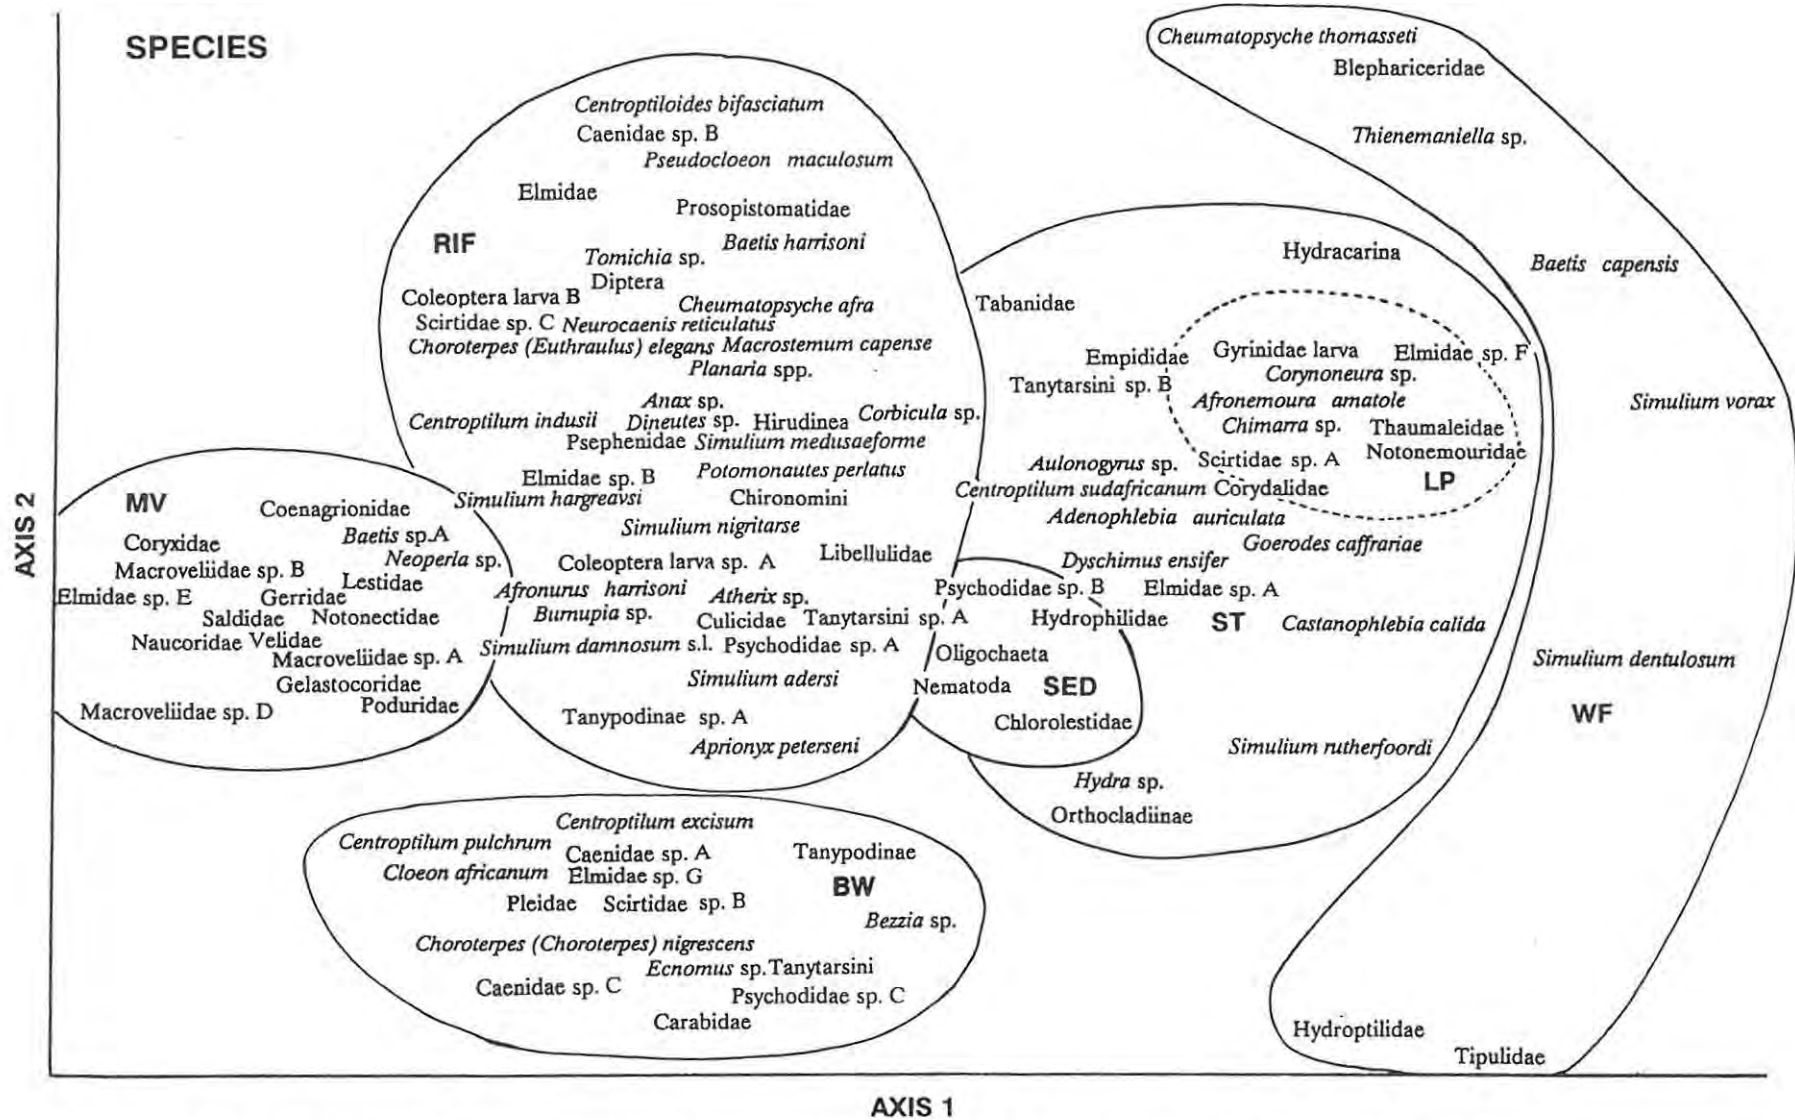 SPECIES
Cheumatopsyche thomasseti
Blephariceridae
Thienemaniella sp.
Baetis capensis
Simulium vorax
Simulium dentulosum
WF
Hydroptilidae
Tipulidae
Centroptiloides bifasciatum
Caenidae sp. B
Pseudocloeon maculosum
Elmidae
Prosopistomatidae
RIF
Baetis harrisoni
Tomichia sp.
Diptera
Coleoptera larva B
Cheumatopsyche afra
Scirtidae sp. C Neurocaenis reticulatus
Choroterpes (Euthraulus) elegans Macrostemum capense
Planaria spp.
Anax sp.
Centroptilum indusii Dineutes sp. Hirudinea Corbicula sp.
Psephenidae Simulium medusaeforme
Elmidae sp. B Potomonautes perlatus
Simulium hargreavsi Chironomini
Simulium nigritarse
Coleoptera larva sp. A Libellulidae
Afronurus harrisoni Atherix sp.
Burnupia sp. Culicidae Tanytarsini sp. A
Simulium damnosum s.l. Psychodidae sp. A
Simulium adersi
Tanypodinae sp. A
Aprionyx peterseni
Hydracarina
Tabanidae
Empididae Gyrinidae larva Elmidae sp. F
Tanytarsini sp. B Corynoneura sp.
Afronemoura amatole
Chimarra sp. Thaumaleidae
Notonemouridae
Aulonogyrus sp. Scirtidae sp. A
LP
Centroptilum sudafricanum Corydalidae
Adenophlebia auriculata
Goerodes caffrariae
Dyschimus ensifer
Psychodidae sp. B Elmidae sp. A
Hydrophilidae ST Castanophlebia calida
Oligochaeta
Nematoda SED
Chlorolestidae
Simulium rutherfoordi
Hydra sp.
Orthocladiinae
MV
Coenagrionidae
Coryxidae Baetis sp.A
Neoperla sp.
Macroveliidae sp. B
Lestidae
Elmidae sp. E Gerridae
Saldidae Notonectidae
Naucoridae Velidae
Macroveliidae sp. A
Gelastocoridae
Macroveliidae sp. D Poduridae
Centroptilum excisum
Centroptilum pulchrum
Caenidae sp. A Tanypodinae
Cloeon africanum Elmidae sp. G
BW
Pleidae Scirtidae sp. B
Bezzia sp.
Choroterpes (Choroterpes) nigrescens
Ecnomus sp. Tanytarsini
Caenidae sp. C
Psychodidae sp. C
Carabidae
AXIS 2
AXIS 1